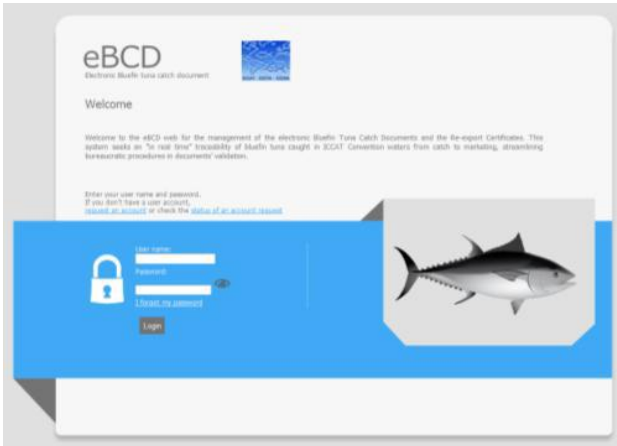 eBCD
Electronic Bluefin tuna catch document
Welcome
Welcome to the eBCD web for the management of the electronic Bluefin Tuna Catch Documents and the Re-export Certificates. This
system seeks an "in real time" traceability of bluefin tuna caught in ICCAT Convention waters from catch to marketing, streamlining
bureaucratic procedures in documents' validation.
Enter your user name and password.
If you don't have a user account,
request an account or check the status of an account request
User name:
Password:
I forgot my password
Login